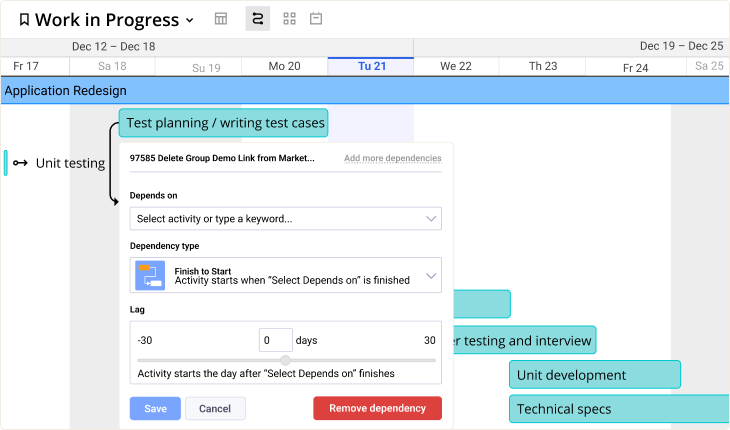 Work in Progress
Dec 12 – Dec 18
Dec 19 – Dec 25
Fr 17
Sa 18
Su 19
Mo 20
Tu 21
We 22
Th 23
Fr 24
Sa 25
Application Redesign
Test planning / writing test cases
Unit testing
97585 Delete Group Demo Link from Market...
Add more dependencies
Depends on
Select activity or type a keyword...
Dependency type
Finish to Start
Activity starts when “Select Depends on” is finished
Lag
-30
0 days
30
Activity starts the day after “Select Depends on” finishes
Save
Cancel
Remove dependency
er testing and interview
Unit development
Technical specs